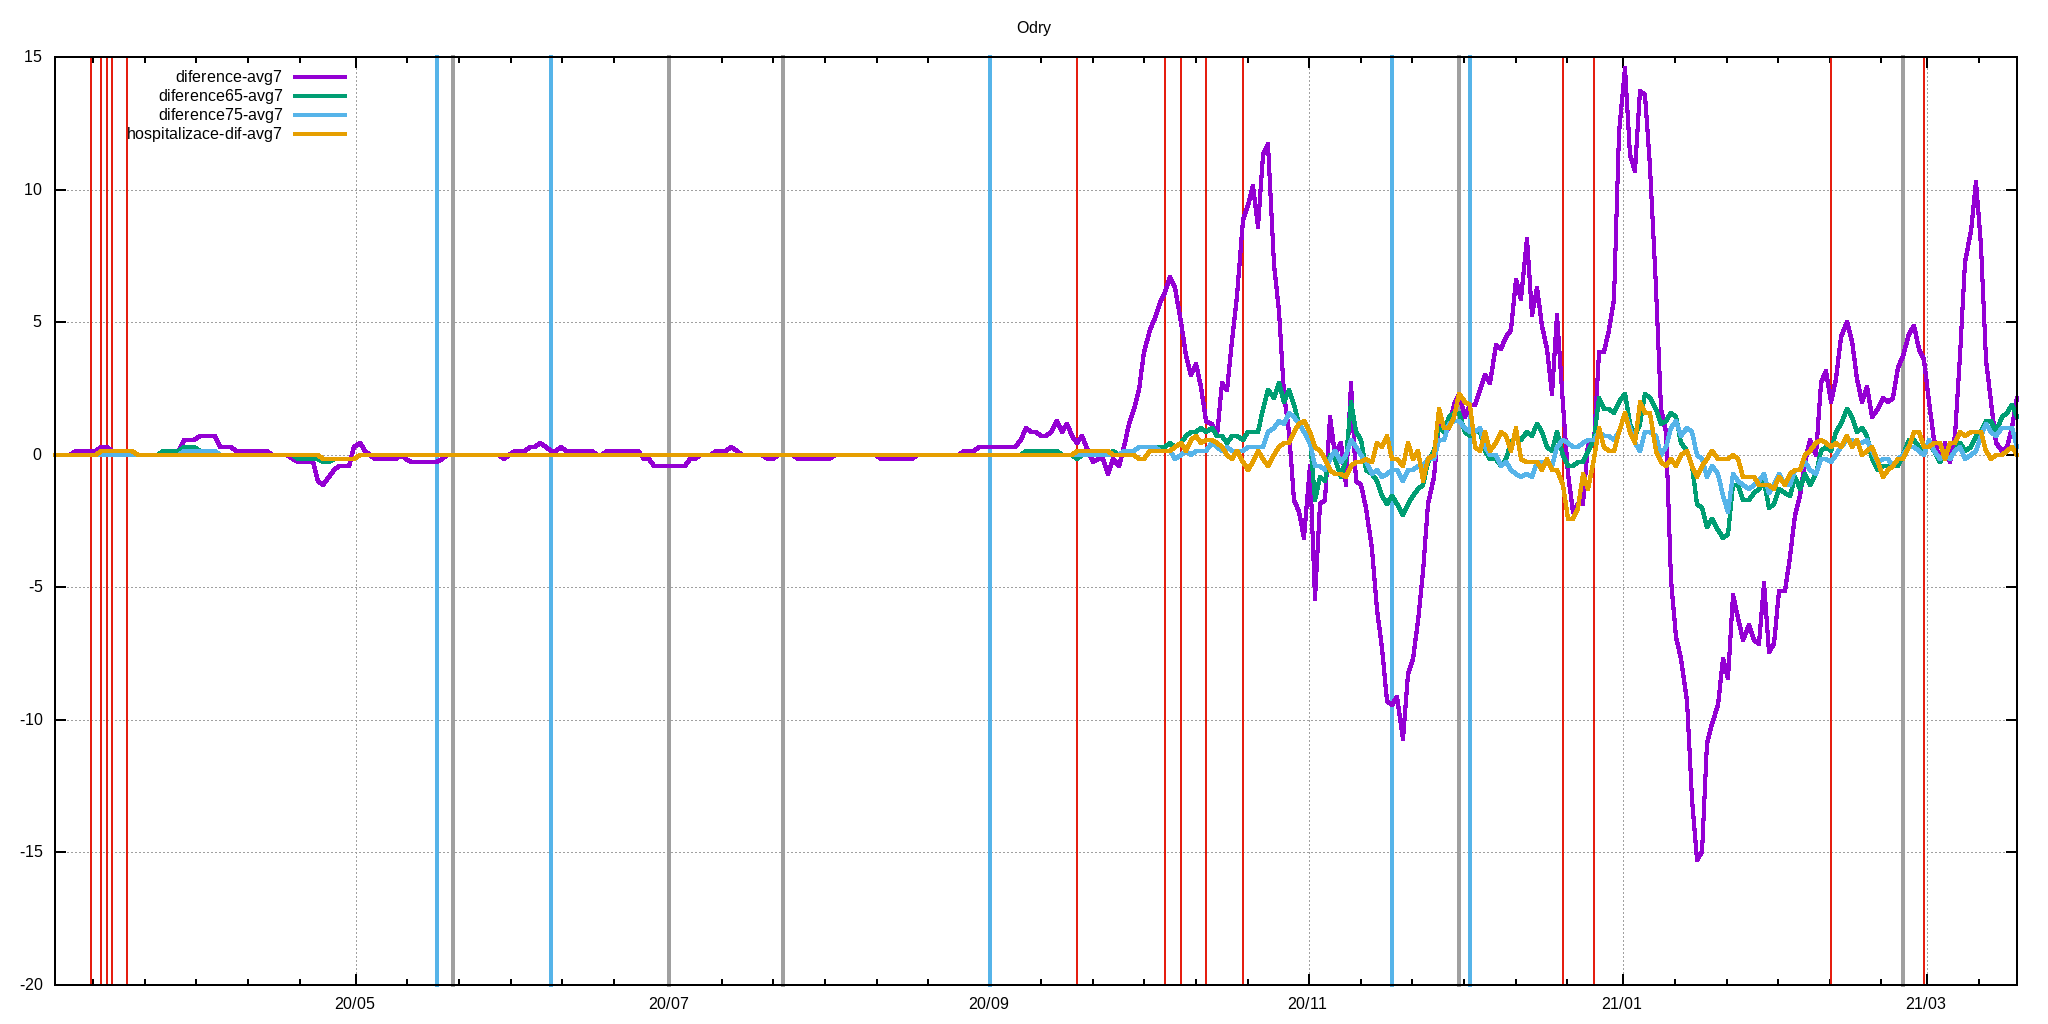 Odry
15
diference-avg7
diference65-avg7
diference75-avg7
hospitalizace-dif-avg7
10
5
0
-5
-10
-15
-20
20/05 20/07 20/09 20/11 21/01 21/03